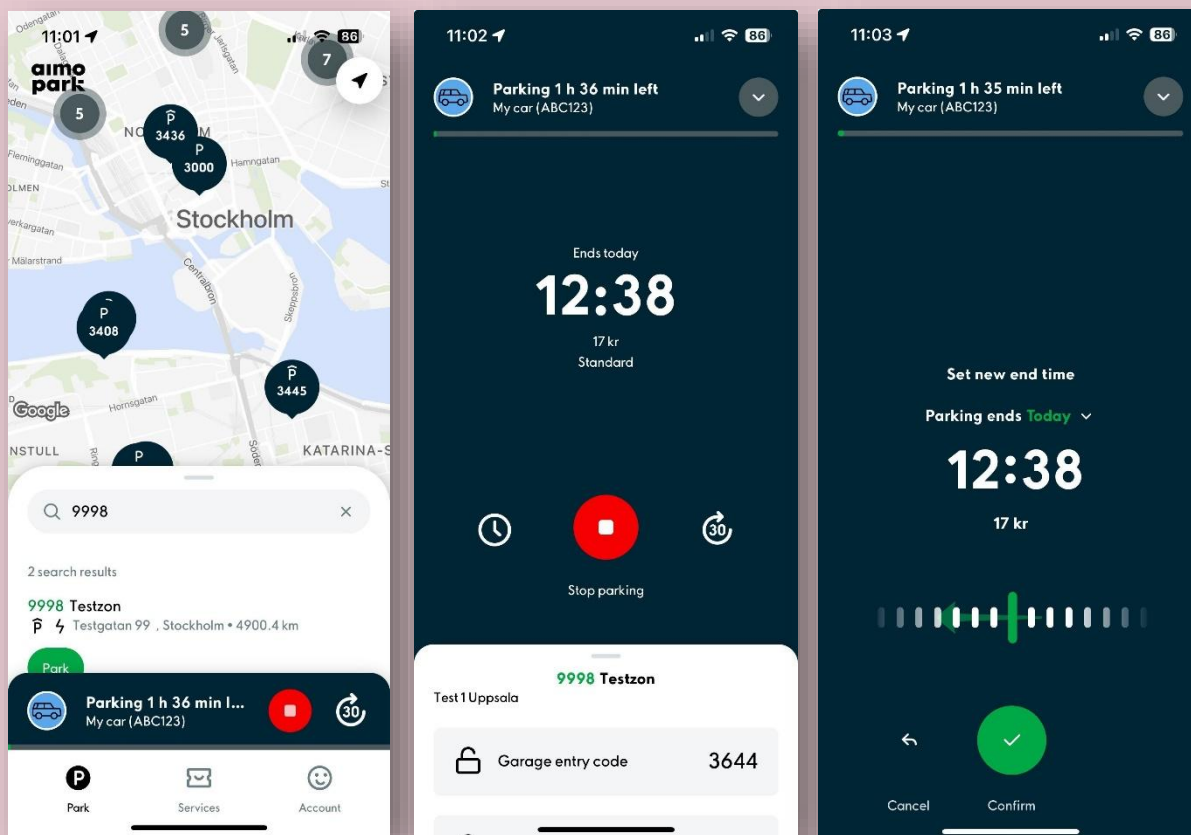 11:01
86
5
7
aimo
park
5
P
3436
P
3000
Hamngatan
Fleminggatan
Stockholm
Mälarstrand
Centralbron
P
3408
P
3445
Google
Hornsgatan
P
9998
2 search results
9998 Testzon
P Testgatan 99 , Stockholm • 4900.4 km
Park
Parking 1 h 36 min l...
My car (ABC123)
30
Park
Services
Account
11:02
86
Parking 1 h 36 min left
My car (ABC123)
Ends today
12:38
17 kr
Standard
30
Stop parking
9998 Testzon
Test 1 Uppsala
Garage entry code 3644
11:03
86
Parking 1 h 35 min left
My car (ABC123)
Set new end time
Parking ends Today
12:38
17 kr
Cancel
Confirm